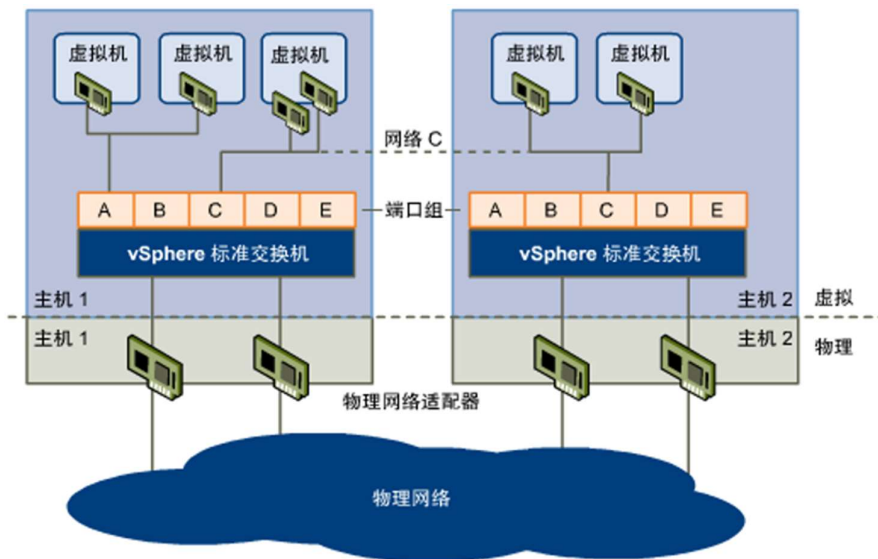 虚拟机
虚拟机
虚拟机
虚拟机
虚拟机
网络 C
A B C D E
端口组
A B C D E
vSphere 标准交换机
vSphere 标准交换机
主机 1
主机 2
虚拟
主机 1
主机 2
物理
物理网络适配器
物理网络